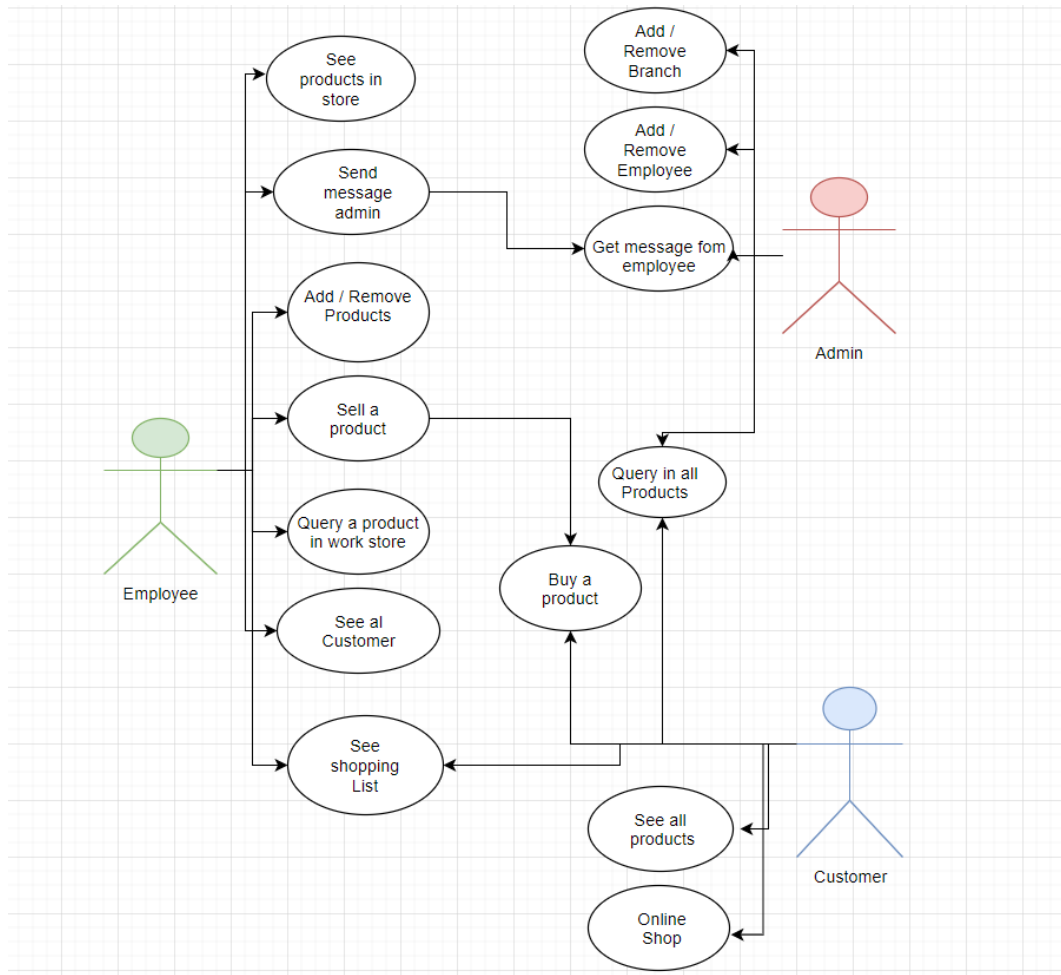 See
products in
store
Send
message
admin
Add / Remove
Products
Sell a
product
Query a product
in work store
See al
Customer
See
shopping
List
Employee
Add /
Remove
Branch
Add /
Remove
Employee
Get message fom
employee
Query in all
Products
Buy a
product
See all
products
Online
Shop
Admin
Customer